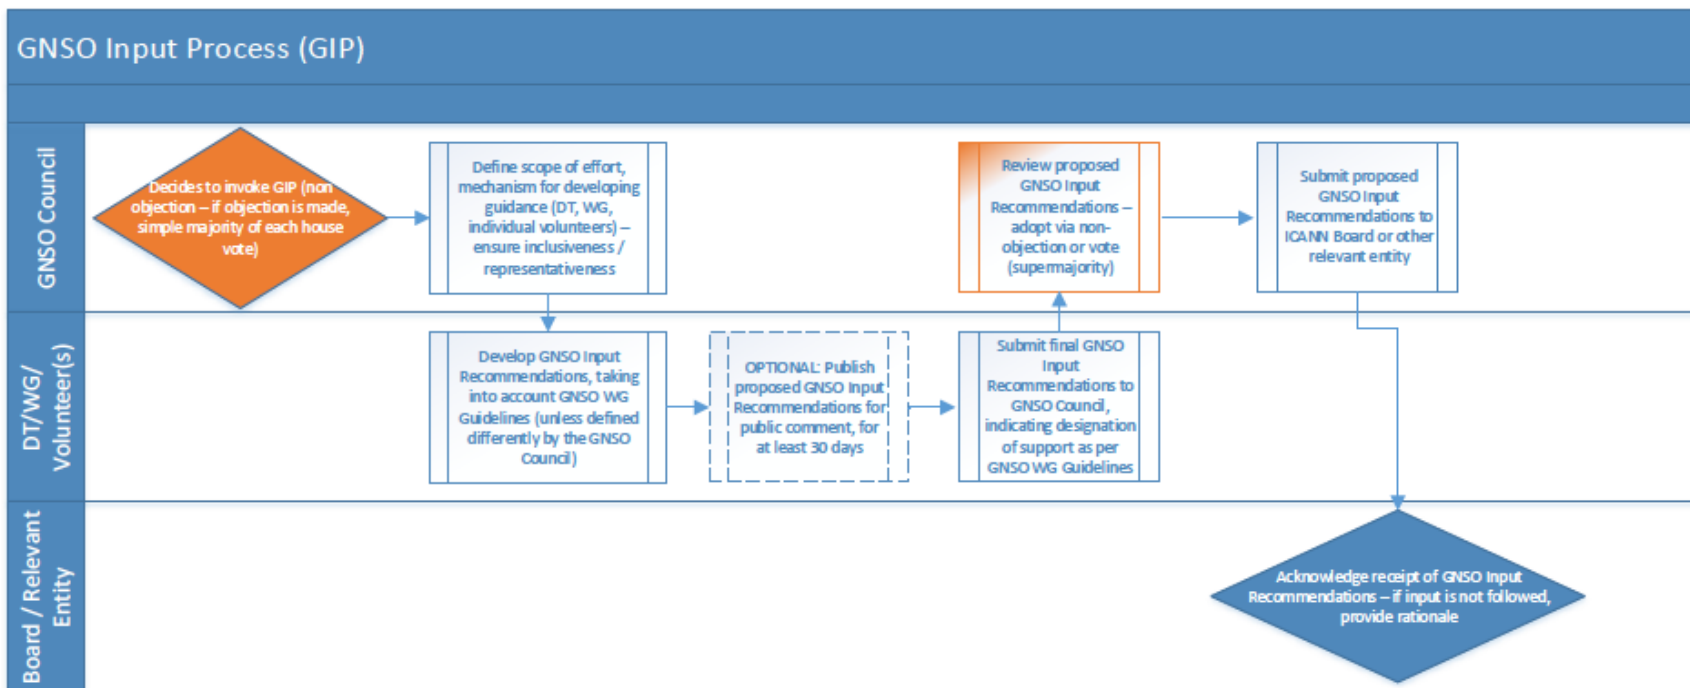 GNSO Input Process (GIP)
GNSO Council
Decides to invoke GIP (non
objection – if objection is made,
simple majority of each house
vote)
Define scope of effort,
mechanism for developing
guidance (DT, WG,
individual volunteers) –
ensure inclusiveness /
representativeness
Review proposed
GNSO Input
Recommendations –
adopt via non-
objection or vote
(supermajority)
Submit proposed
GNSO Input
Recommendations to
ICANN Board or other
relevant entity
DT/WG/
Volunteer(s)
Develop GNSO Input
Recommendations, taking
into account GNSO WG
Guidelines (unless defined
differently by the GNSO
Council)
OPTIONAL: Publish
proposed GNSO Input
Recommendations for
public comment, for
at least 30 days
Submit final GNSO
Input
Recommendations to
GNSO Council,
indicating designation
of support as per
GNSO WG Guidelines
Board / Relevant
Entity
Acknowledge receipt of GNSO Input
Recommendations – if input is not followed,
provide rationale